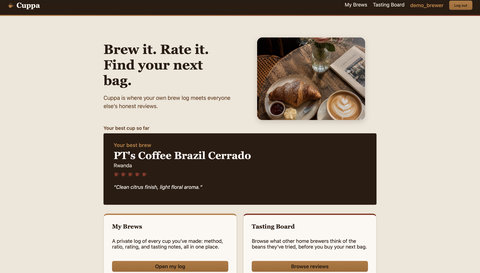 Cuppa
My Brews
Tasting Board
demo_brewer
Log out
Brew it. Rate it.
Find your next
bag.
Cuppa is where your own brew log meets everyone
else's honest reviews.
Your best cup so far
Your best brew
PT's Coffee Brazil Cerrado
Rwanda
"Clean citrus finish, light floral aroma."
My Brews
A private log of every cup you've made: method,
ratio, rating, and tasting notes, all in one place.
Open my log
Tasting Board
Browse what other home brewers think of the
beans they've tried, before you buy your next bag.
Browse reviews